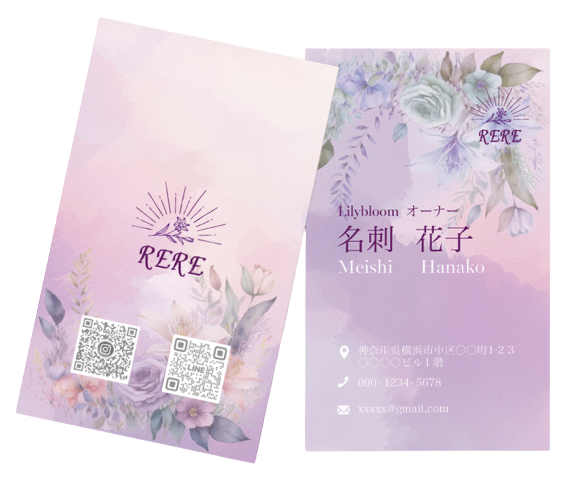 RERE
LINE
RERE
Lilybloom オーナー
名刺 花子
Meishi Hanako
神奈川県横浜市中区〇〇町1-2-3
〇〇〇〇ビル1階
090-1234-5678
xxxxx@gmail.com